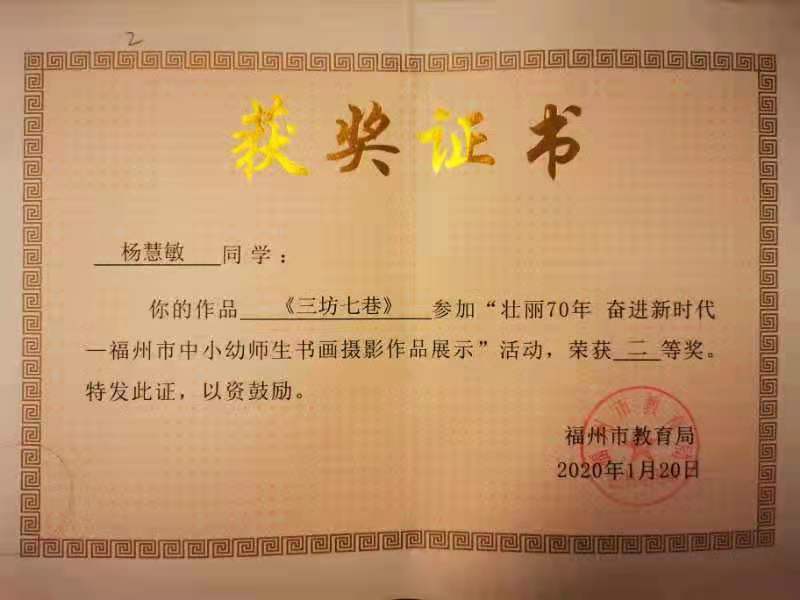 2
获奖证书
杨慧敏 同学：
你的作品 《三坊七巷》 参加“壮丽70年 奋进新时代
—福州市中小幼师生书画摄影作品展示”活动，荣获 二 等奖。
特发此证，以资鼓励。
福州市教育局
2020年1月20日